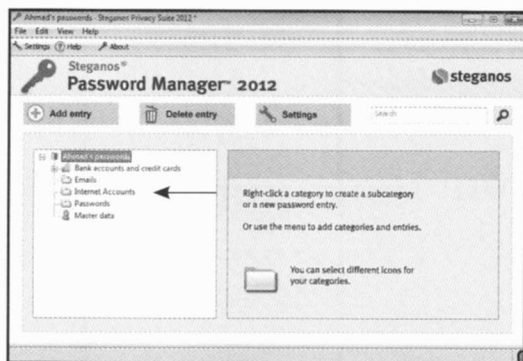 Ahmad's passwords - Steganos Privacy Suite 2012 *
File Edit View Help
Settings Help About
Steganos®
Password Manager™ 2012
steganos
Add entry
Delete entry
Settings
Search
Ahmad's passwords
Bank accounts and credit cards
Emails
Internet Accounts
Passwords
Master data
Right-click a category to create a subcategory
or a new password entry.
Or use the menu to add categories and entries.
You can select different icons for
your categories.